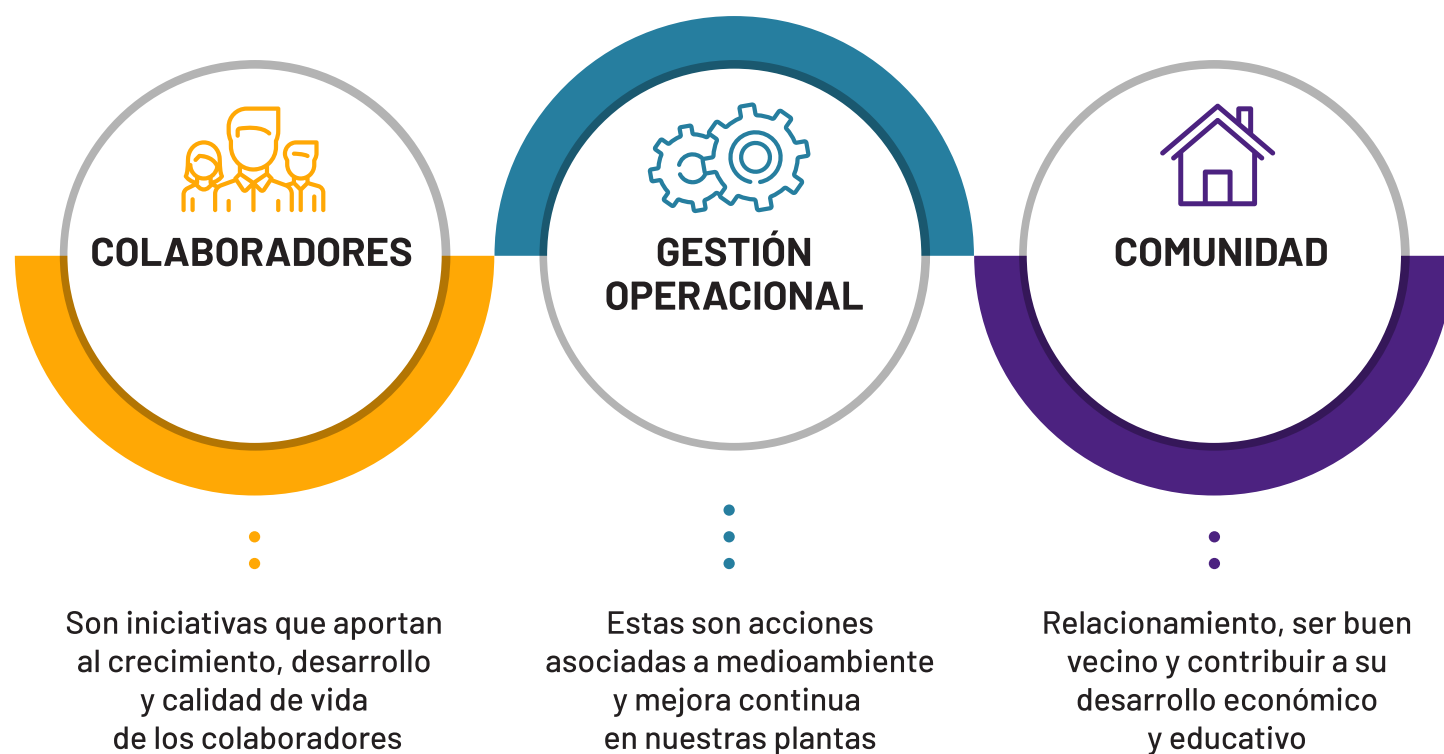 COLABORADORES
Son iniciativas que aportan
al crecimiento, desarrollo
y calidad de vida
de los colaboradores
GESTIÓN
OPERACIONAL
Estas son acciones
asociadas a medioambiente
y mejora continua
en nuestras plantas
COMUNIDAD
Relacionamiento, ser buen
vecino y contribuir a su
desarrollo económico
y educativo